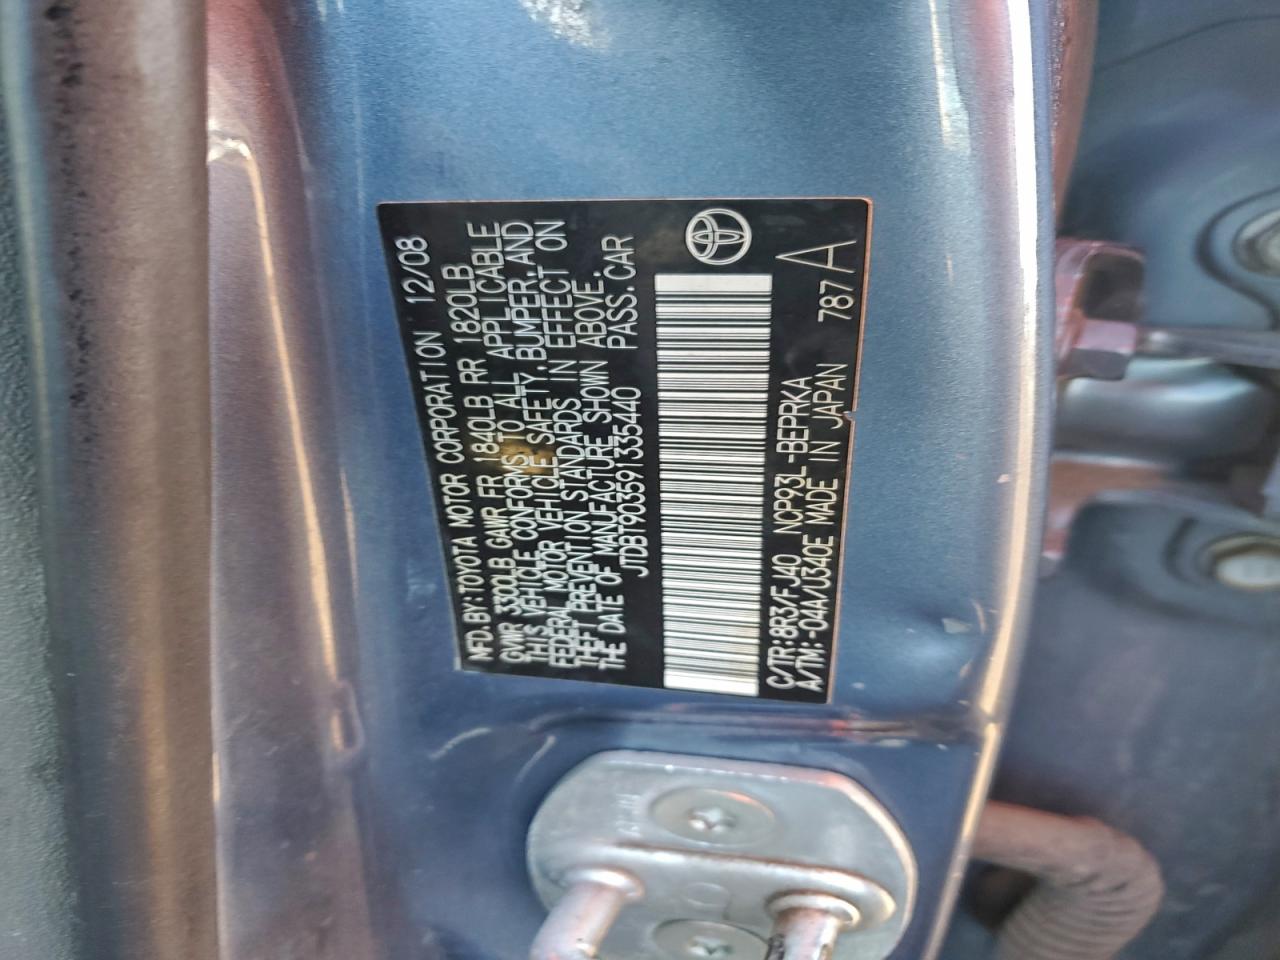 MFD. BY: TOYOTA MOTOR CORPORATION 12/08
GVWR 3300LB GAWR FR 1840LB RR 1820LB
THIS VEHICLE CONFORMS TO ALL APPLICABLE
FEDERAL MOTOR VEHICLE SAFETY, BUMPER, AND
THEFT PREVENTION STANDARDS IN EFFECT ON
THE DATE OF MANUFACTURE SHOWN ABOVE.
JTDBT903591335440 PASS. CAR
C/TR: 8R3/FJ40 NCP93L-BEPRKA
A/TM: -04A/U340E MADE IN JAPAN 787A